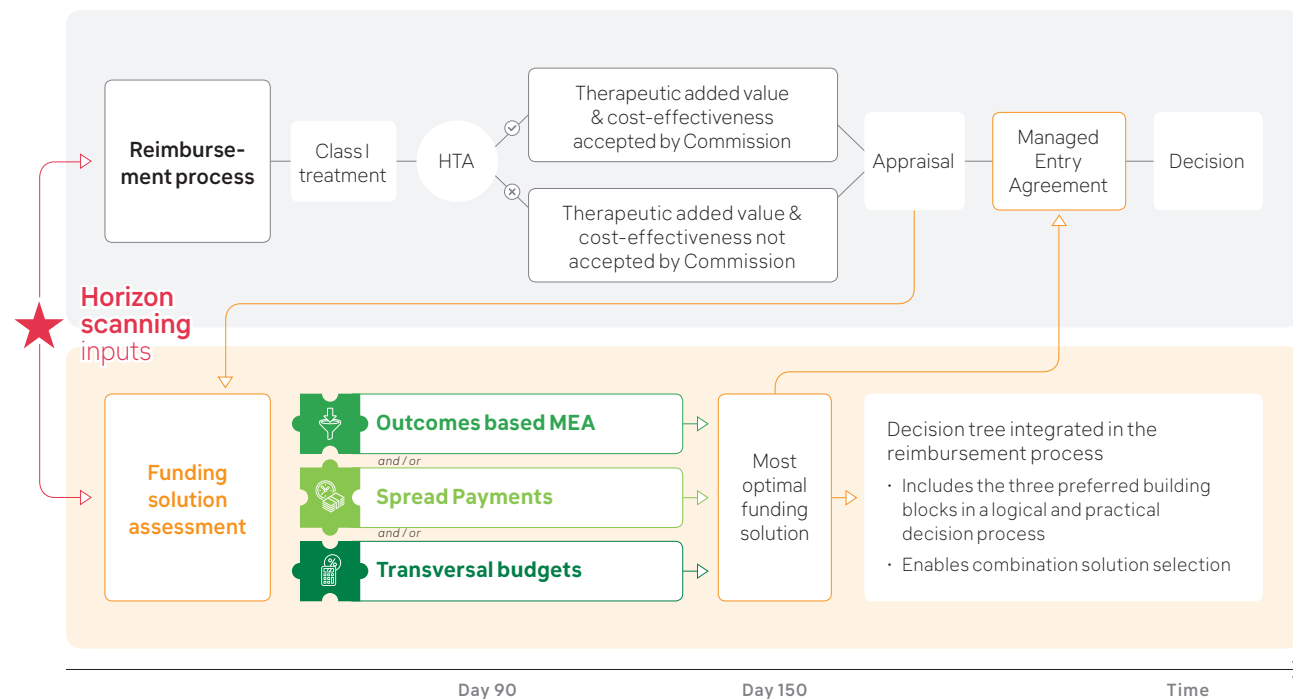 Reimburse-
ment process
Class I
treatment
HTA
Therapeutic added value
& cost-effectiveness
accepted by Commission
Therapeutic added value &
cost-effectiveness not
accepted by Commission
Appraisal
Managed
Entry
Agreement
Decision
Horizon
scanning
inputs
Funding
solution
assessment
Outcomes based MEA
and / or
Spread Payments
and / or
%
Transversal budgets
Most
optimal
funding
solution
Decision tree integrated in the
reimbursement process
· Includes the three preferred building
blocks in a logical and practical
decision process
· Enables combination solution selection
Day 90
Day 150
Time